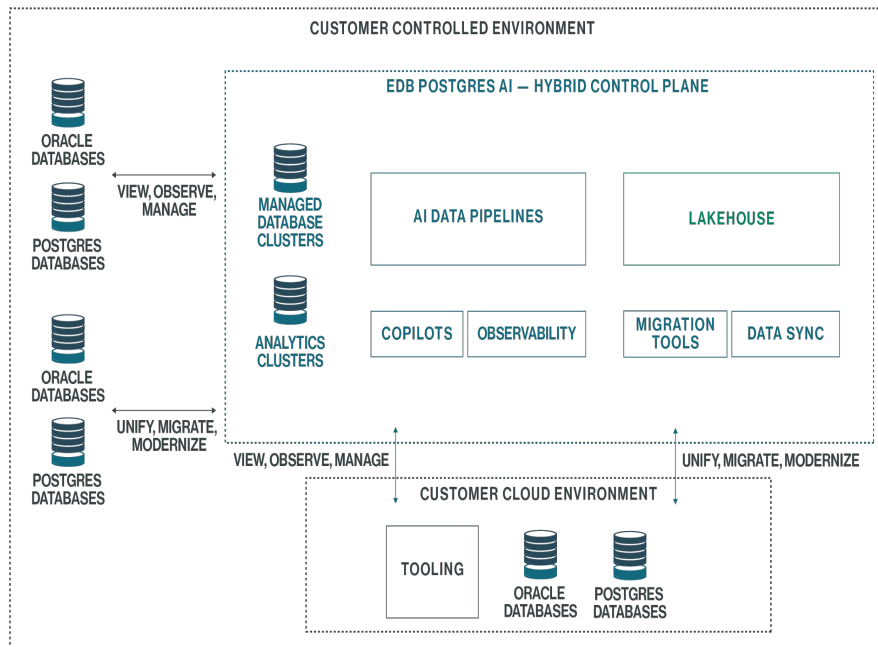 CUSTOMER CONTROLLED ENVIRONMENT
EDB POSTGRES AI — HYBRID CONTROL PLANE
ORACLE
DATABASES
VIEW, OBSERVE,
MANAGE
POSTGRES
DATABASES
ORACLE
DATABASES
UNIFY, MIGRATE,
MODERNIZE
POSTGRES
DATABASES
MANAGED
DATABASE
CLUSTERS
AI DATA PIPELINES
LAKEHOUSE
ANALYTICS
CLUSTERS
COPILOTS
OBSERVABILITY
MIGRATION
TOOLS
DATA SYNC
VIEW, OBSERVE, MANAGE
UNIFY, MIGRATE, MODERNIZE
CUSTOMER CLOUD ENVIRONMENT
TOOLING
ORACLE
DATABASES
POSTGRES
DATABASES